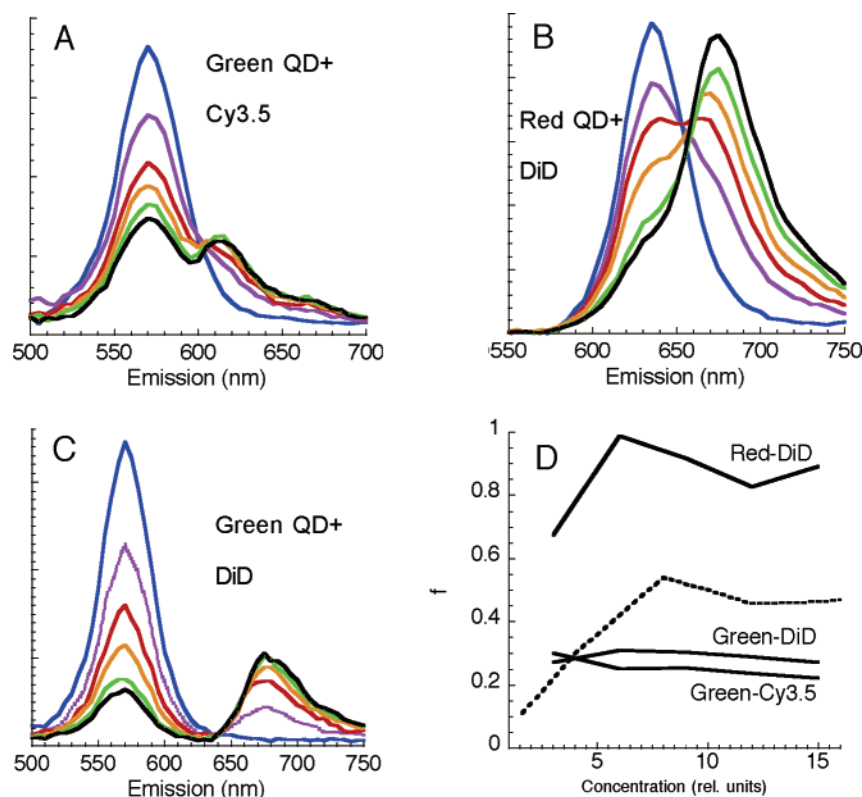 A
Green QD+
Cy3.5
500 550 600 650 700
Emission (nm)
B
Red QD+
DiD
550 600 650 700 750
Emission (nm)
C
Green QD+
DiD
500 550 600 650 700 750
Emission (nm)
D
1
0.8
0.6
0.4
0.2
0
f
Red-DiD
Green-DiD
Green-Cy3.5
5 10 15
Concentration (rel. units)